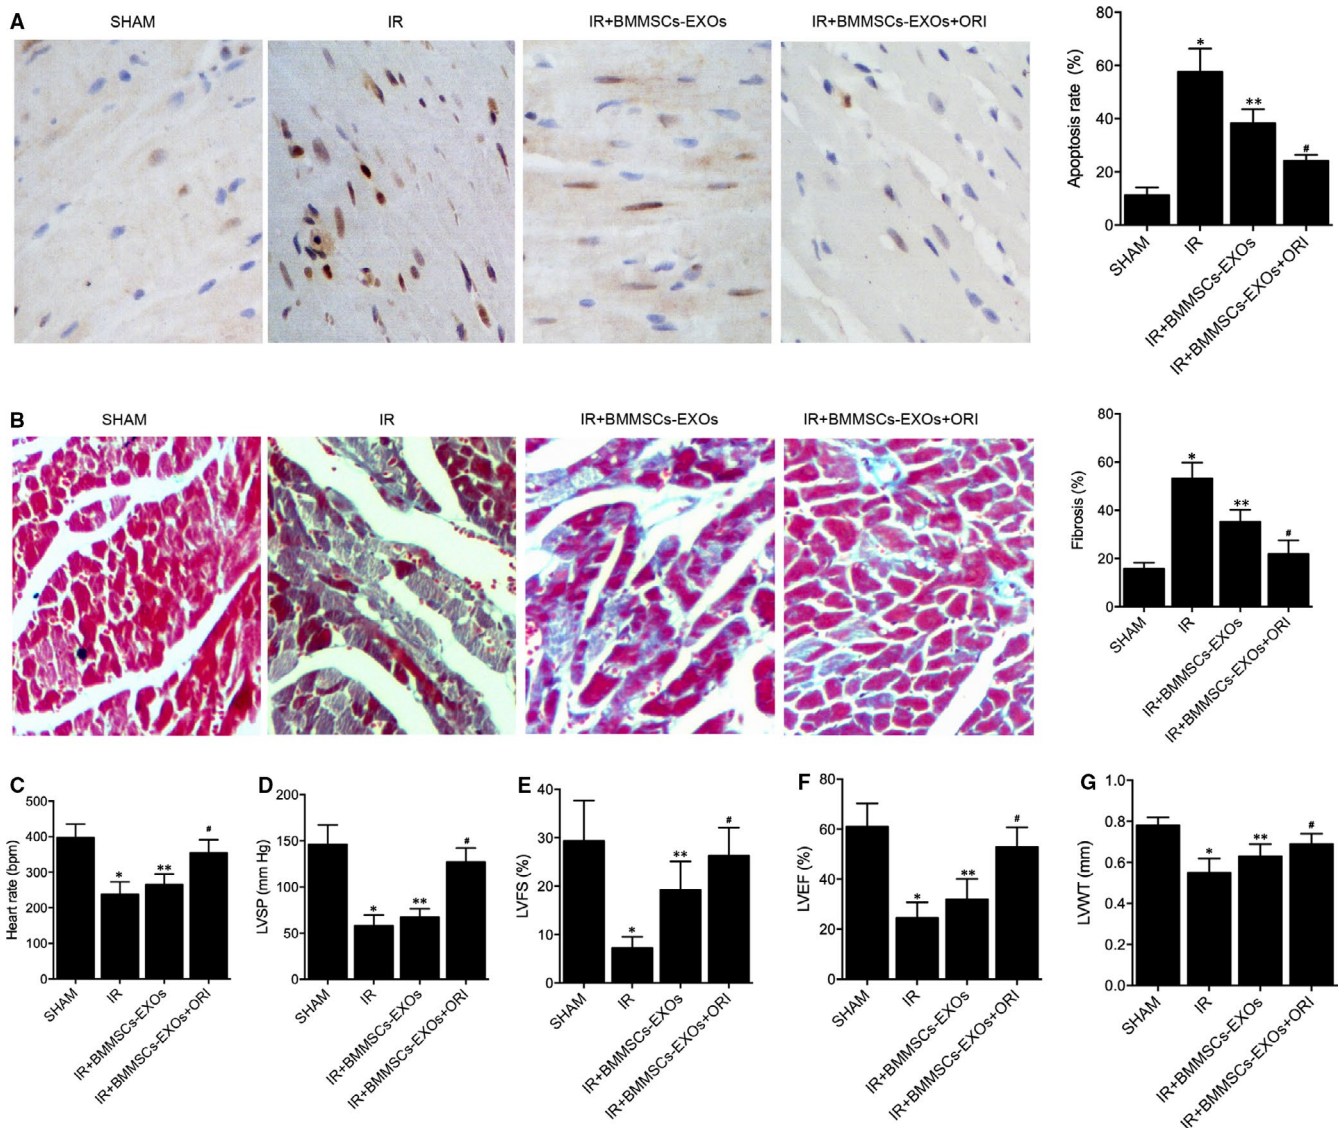 A
SHAM
IR
IR+BMMSCs-EXOs
IR+BMMSCs-EXOs+ORI
Apoptosis rate (%)
80
60
40
20
0
*
**
#
SHAM
IR
IR+BMMSCs-EXOs
IR+BMMSCs-EXOs+ORI
B
SHAM
IR
IR+BMMSCs-EXOs
IR+BMMSCs-EXOs+ORI
Fibrosis (%)
80
60
40
20
0
*
**
#
SHAM
IR
IR+BMMSCs-EXOs
IR+BMMSCs-EXOs+ORI
C
Heart rate (bpm)
500
400
300
200
100
0
*
**
#
SHAM
IR
IR+BMMSCs-EXOs
IR+BMMSCs-EXOs+ORI
D
LVSP (mm Hg)
200
150
100
50
0
*
**
#
SHAM
IR
IR+BMMSCs-EXOs
IR+BMMSCs-EXOs+ORI
E
LVFS (%)
40
30
20
10
0
*
**
#
SHAM
IR
IR+BMMSCs-EXOs
IR+BMMSCs-EXOs+ORI
F
LVEF (%)
80
60
40
20
0
*
**
#
SHAM
IR
IR+BMMSCs-EXOs
IR+BMMSCs-EXOs+ORI
G
LVWT (mm)
1.0
0.8
0.6
0.4
0.2
0.0
*
**
#
SHAM
IR
IR+BMMSCs-EXOs
IR+BMMSCs-EXOs+ORI